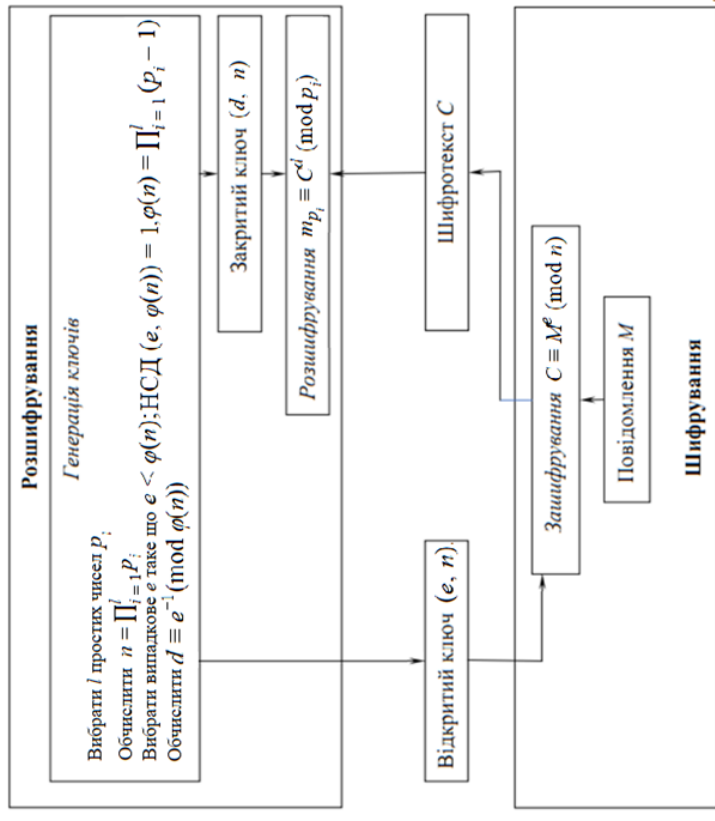 Розшифрування
Генерація ключів
Вибрати l простих чисел p_i
Обчислити n = ∏_{i=1}^{l} p_i
Вибрати випадкове e таке що e < φ(n); НСД (e, φ(n)) = 1, φ(n) = ∏_{i=1}^{l} (p_i − 1)
Обчислити d ≡ e^{-1} (mod φ(n))
Закритий ключ (d, n)
Розшифрування m_{p_i} ≡ C^d (mod p_i)
Відкритий ключ (e, n).
Шифротекст C
Зашифрування C ≡ M^e (mod n)
Повідомлення M
Шифрування